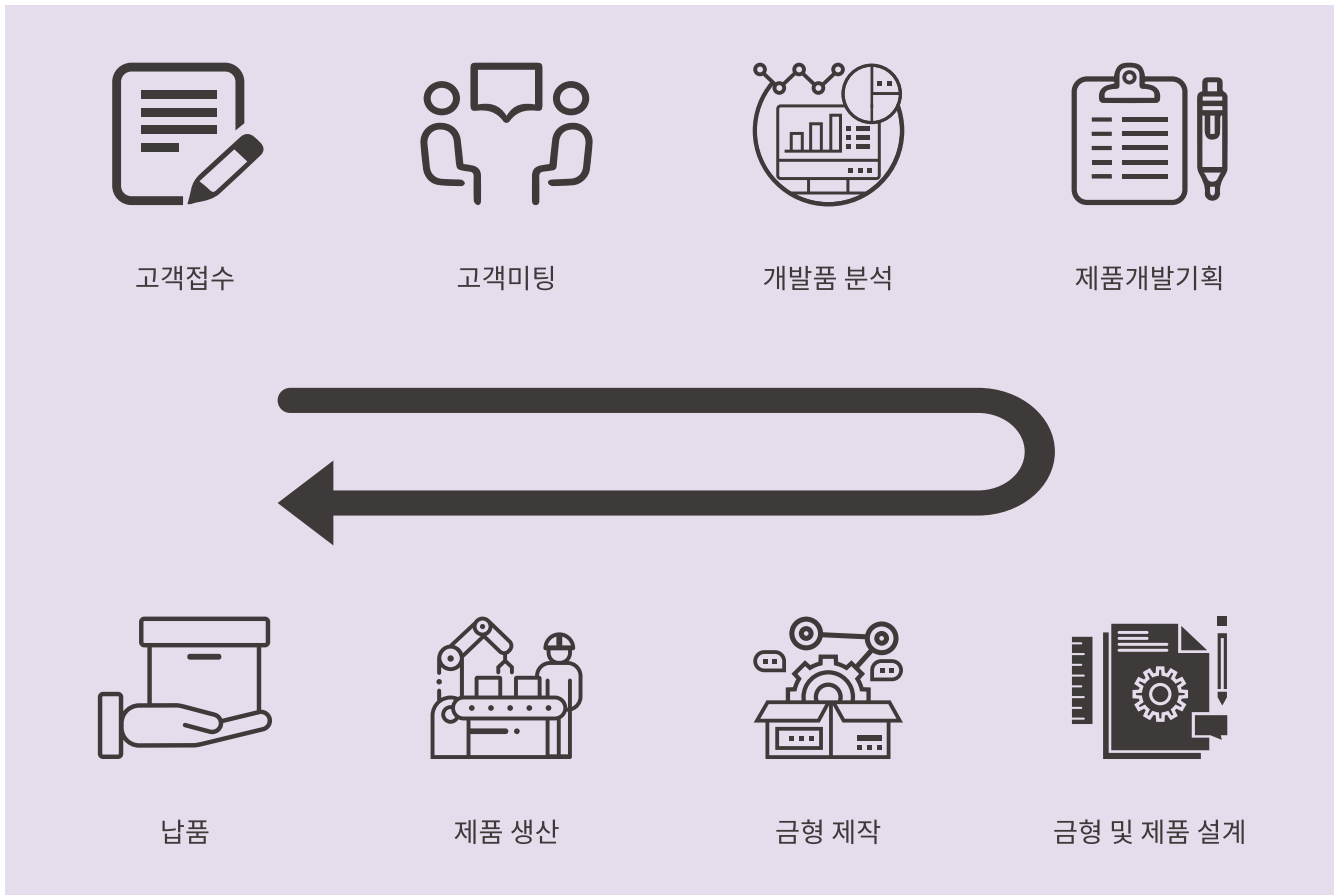 고객접수
고객미팅
개발품 분석
제품개발기획
납품
제품 생산
금형 제작
금형 및 제품 설계